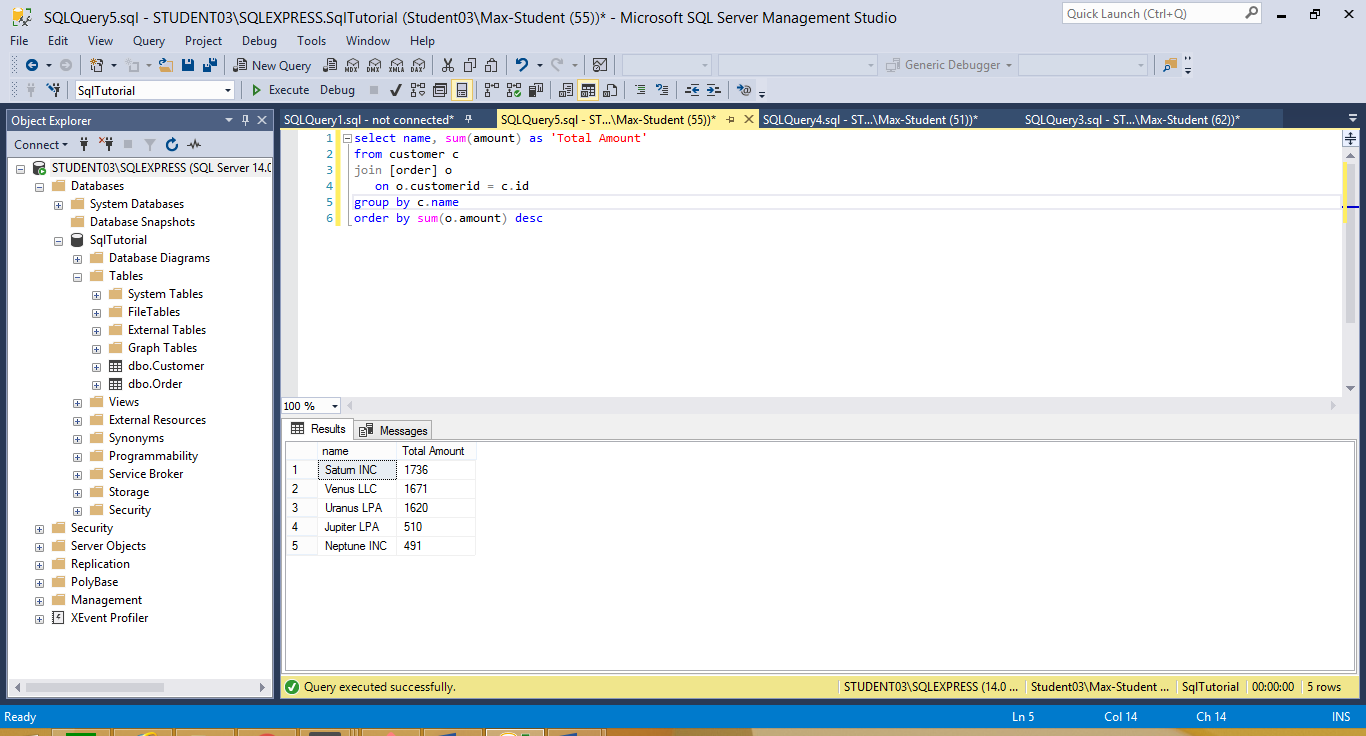 SQLQuery5.sql - STUDENT03\SQLEXPRESS.SqlTutorial (Student03\Max-Student (55))* - Microsoft SQL Server Management Studio
Quick Launch (Ctrl+Q)
File Edit View Query Project Debug Tools Window Help
New Query MDX DMX XMLA DAX Generic Debugger
SqlTutorial Execute Debug
Object Explorer
Connect
STUDENT03\SQLEXPRESS (SQL Server 14.0
Databases
System Databases
Database Snapshots
SqlTutorial
Database Diagrams
Tables
System Tables
FileTables
External Tables
Graph Tables
dbo.Customer
dbo.Order
Views
External Resources
Synonyms
Programmability
Service Broker
Storage
Security
Security
Server Objects
Replication
PolyBase
Management
XEvent Profiler
SQLQuery1.sql - not connected* SQLQuery5.sql - ST...\Max-Student (55))* SQLQuery4.sql - ST...\Max-Student (51))* SQLQuery3.sql - ST...\Max-Student (62))*
1 select name, sum(amount) as 'Total Amount'
2 from customer c
3 join [order] o
4 on o.customerid = c.id
5 group by c.name
6 order by sum(o.amount) desc
100 %
Results Messages
name Total Amount
1 Saturn INC 1736
2 Venus LLC 1671
3 Uranus LPA 1620
4 Jupiter LPA 510
5 Neptune INC 491
Query executed successfully. STUDENT03\SQLEXPRESS (14.0 ... Student03\Max-Student ... SqlTutorial 00:00:00 5 rows
Ready Ln 5 Col 14 Ch 14 INS